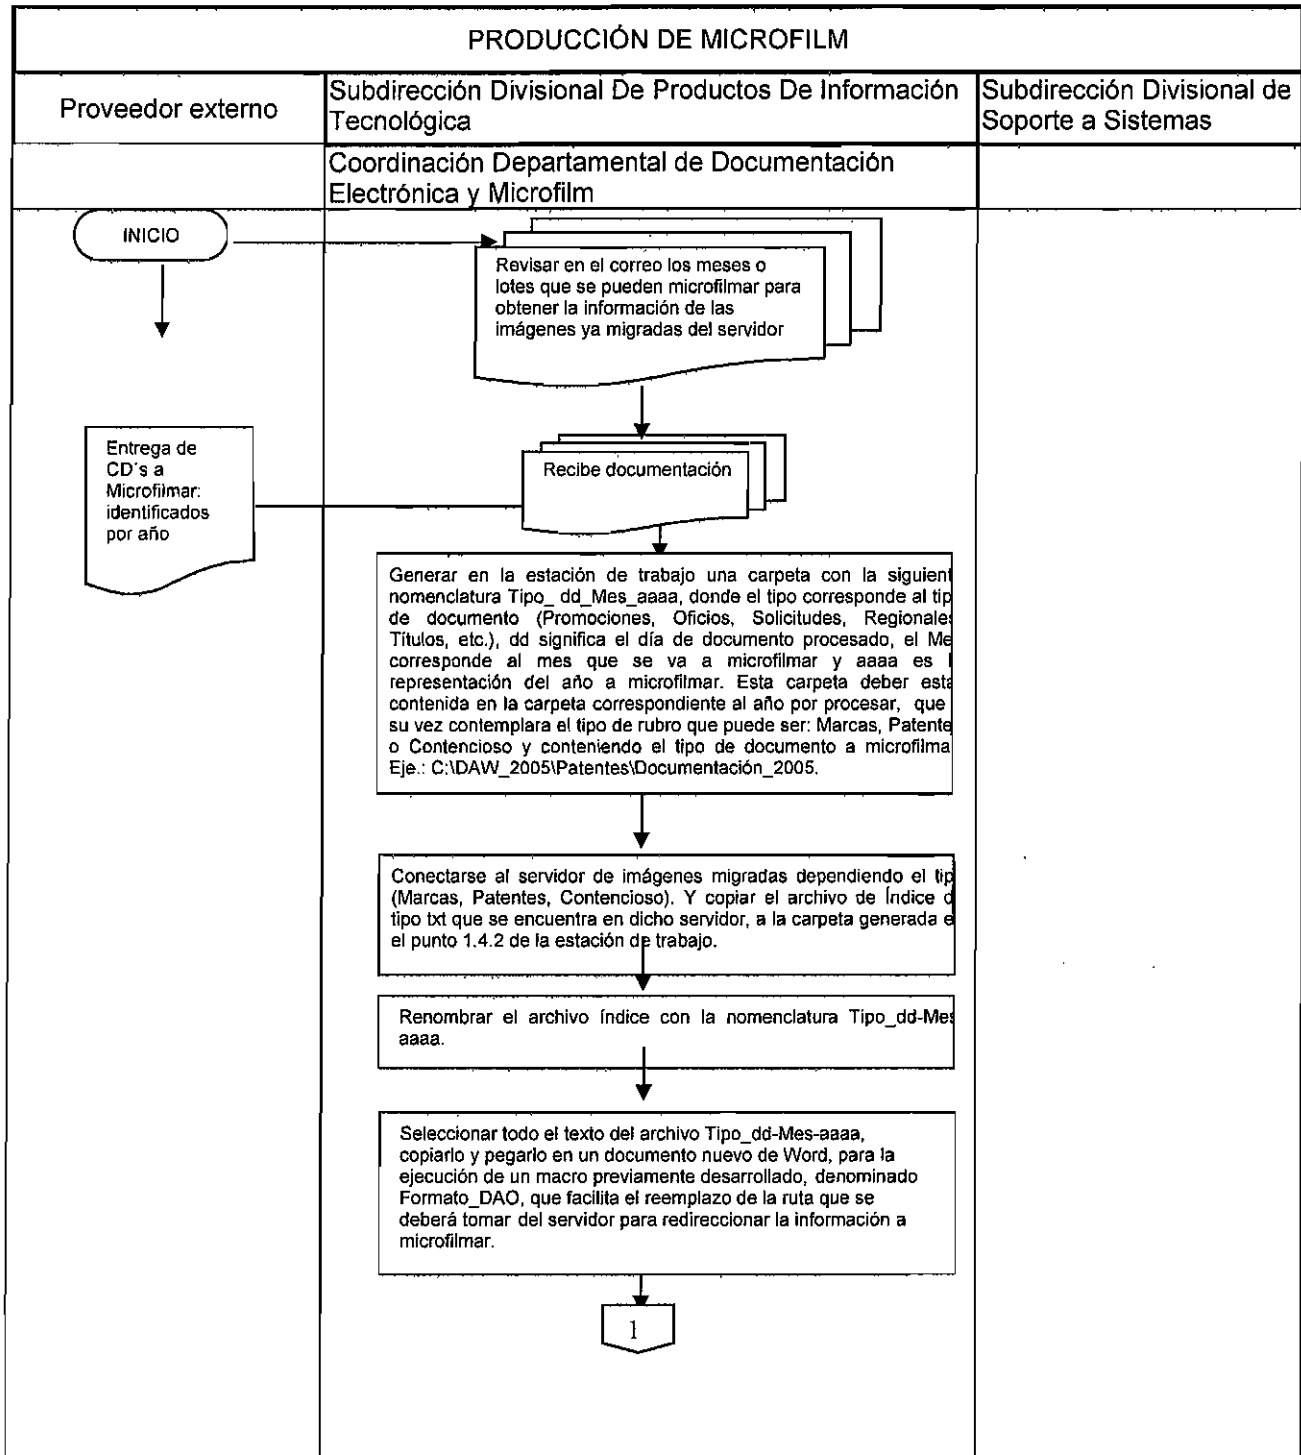 PRODUCCIÓN DE MICROFILM
Proveedor externo
Subdirección Divisional De Productos De Información
Tecnológica
Subdirección Divisional de
Soporte a Sistemas
Coordinación Departamental de Documentación
Electrónica y Microfilm
INICIO
Revisar en el correo los meses o
lotes que se pueden microfilmar para
obtener la información de las
imágenes ya migradas del servidor
Entrega de
CD's a
Microfilmar:
identificados
por año
Recibe documentación
Generar en la estación de trabajo una carpeta con la siguient
nomenclatura Tipo_ dd_Mes_aaaa, donde el tipo corresponde al tip
de documento (Promociones, Oficios, Solicitudes, Regionales
Títulos, etc.), dd significa el día de documento procesado, el Me
corresponde al mes que se va a microfilmar y aaaa es l
representación del año a microfilmar. Esta carpeta deber esta
contenida en la carpeta correspondiente al año por procesar, que
su vez contemplara el tipo de rubro que puede ser: Marcas, Patente
o Contencioso y conteniendo el tipo de documento a microfilma
Eje.: C:\DAW_2005\Patentes\Documentación_2005.
Conectarse al servidor de imágenes migradas dependiendo el tip
(Marcas, Patentes, Contencioso). Y copiar el archivo de Índice d
tipo txt que se encuentra en dicho servidor, a la carpeta generada e
el punto 1.4.2 de la estación de trabajo.
Renombrar el archivo índice con la nomenclatura Tipo_dd-Mes
aaaa.
Seleccionar todo el texto del archivo Tipo_dd-Mes-aaaa,
copiarlo y pegarlo en un documento nuevo de Word, para la
ejecución de un macro previamente desarrollado, denominado
Formato_DAO, que facilita el reemplazo de la ruta que se
deberá tomar del servidor para redireccionar la información a
microfilmar.
1